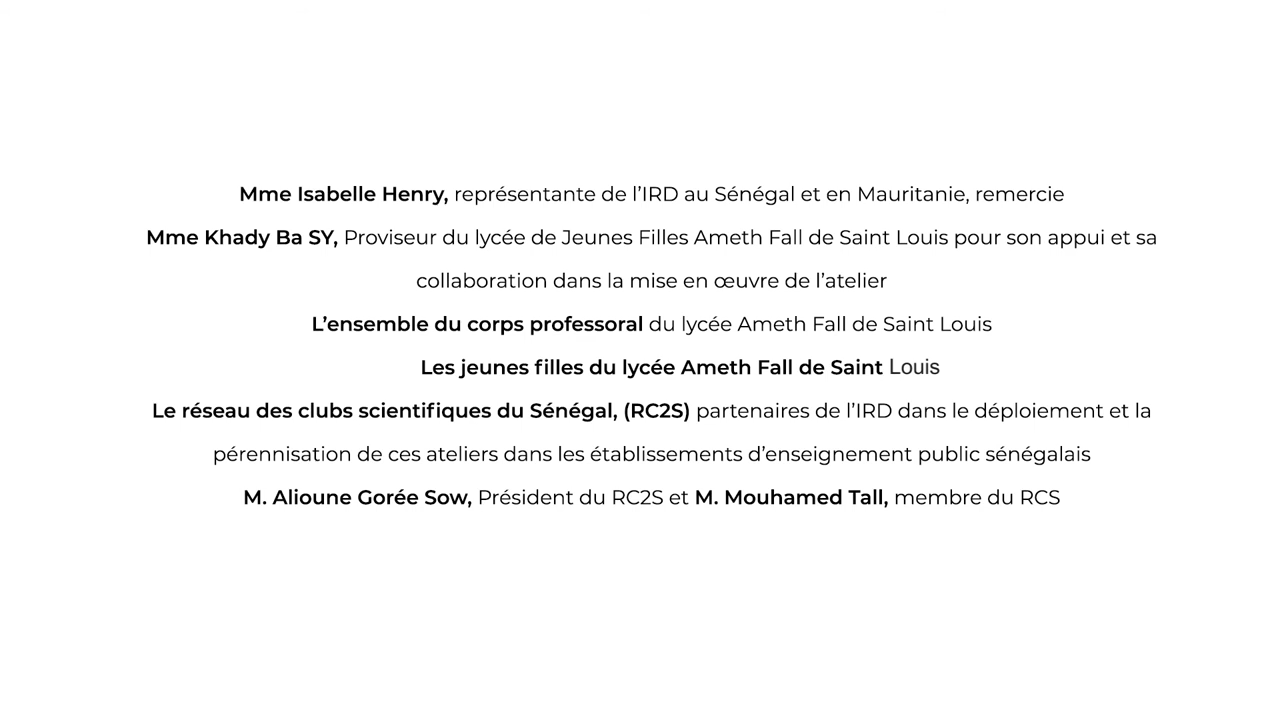 Mme Isabelle Henry, représentante de l’IRD au Sénégal et en Mauritanie, remercie
Mme Khady Ba SY, Proviseur du lycée de Jeunes Filles Ameth Fall de Saint Louis pour son appui et sa
collaboration dans la mise en œuvre de l’atelier
L’ensemble du corps professoral du lycée Ameth Fall de Saint Louis
Les jeunes filles du lycée Ameth Fall de Saint Louis
Le réseau des clubs scientifiques du Sénégal, (RC2S) partenaires de l’IRD dans le déploiement et la
pérennisation de ces ateliers dans les établissements d’enseignement public sénégalais
M. Alioune Gorée Sow, Président du RC2S et M. Mouhamed Tall, membre du RCS